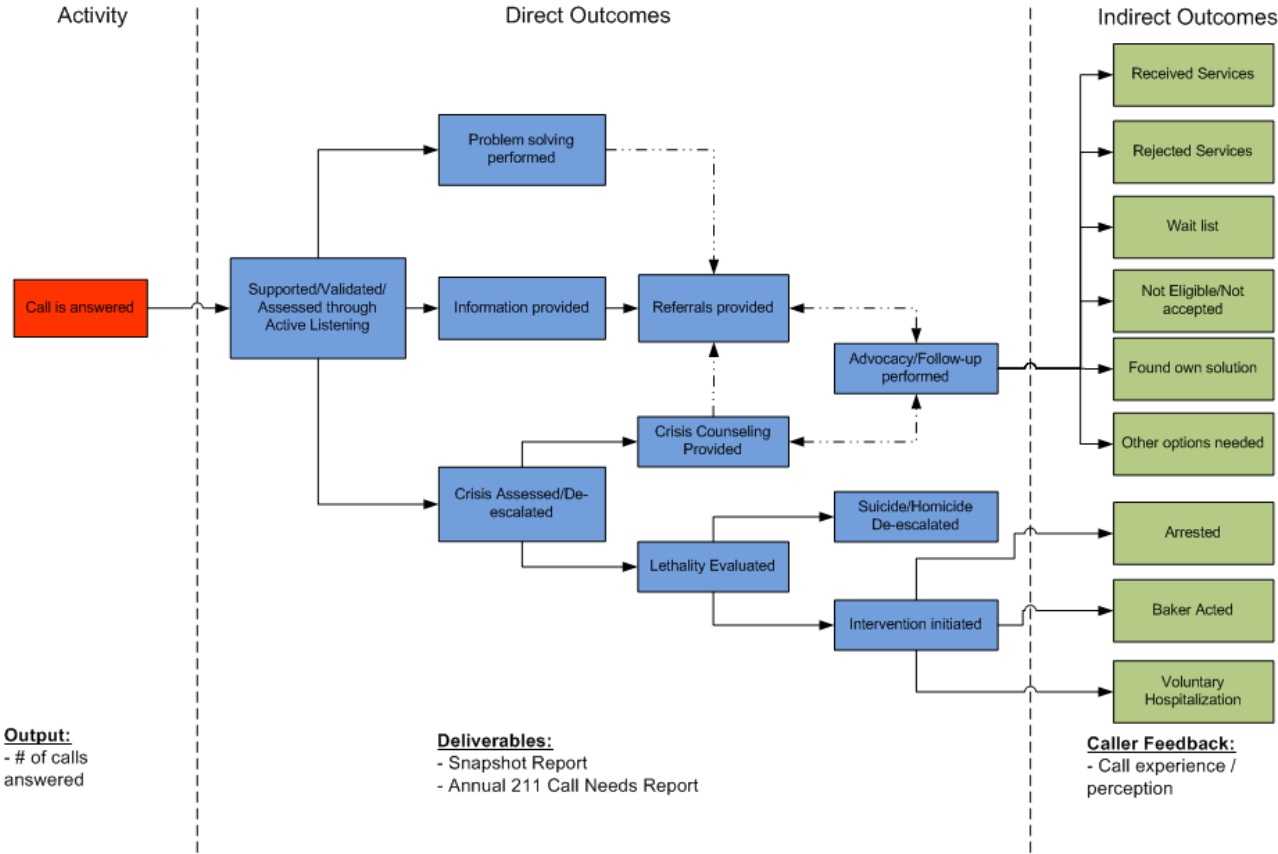 Activity
Direct Outcomes
Indirect Outcomes
Received Services
Problem solving
performed
Rejected Services
Wait list
Call is answered
Supported/Validated/
Assessed through
Active Listening
Information provided
Referrals provided
Not Eligible/Not
accepted
Advocacy/Follow-up
performed
Found own solution
Crisis Counseling
Provided
Other options needed
Crisis Assessed/De-
escalated
Suicide/Homicide
De-escalated
Arrested
Lethality Evaluated
Intervention initiated
Baker Acted
Voluntary
Hospitalization
Output:
- # of calls
answered
Deliverables:
- Snapshot Report
- Annual 211 Call Needs Report
Caller Feedback:
- Call experience /
perception